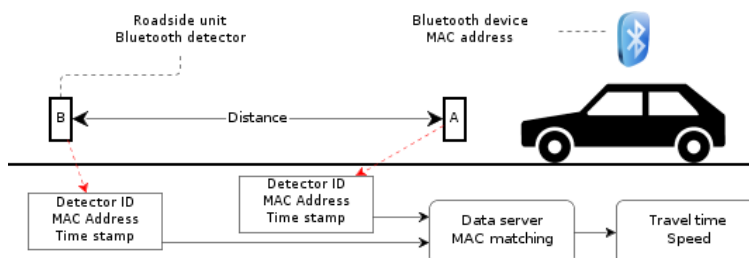 Roadside unit
Bluetooth detector
Bluetooth device
MAC address
B
Distance
A
Detector ID
MAC Address
Time stamp
Detector ID
MAC Address
Time stamp
Data server
MAC matching
Travel time
Speed